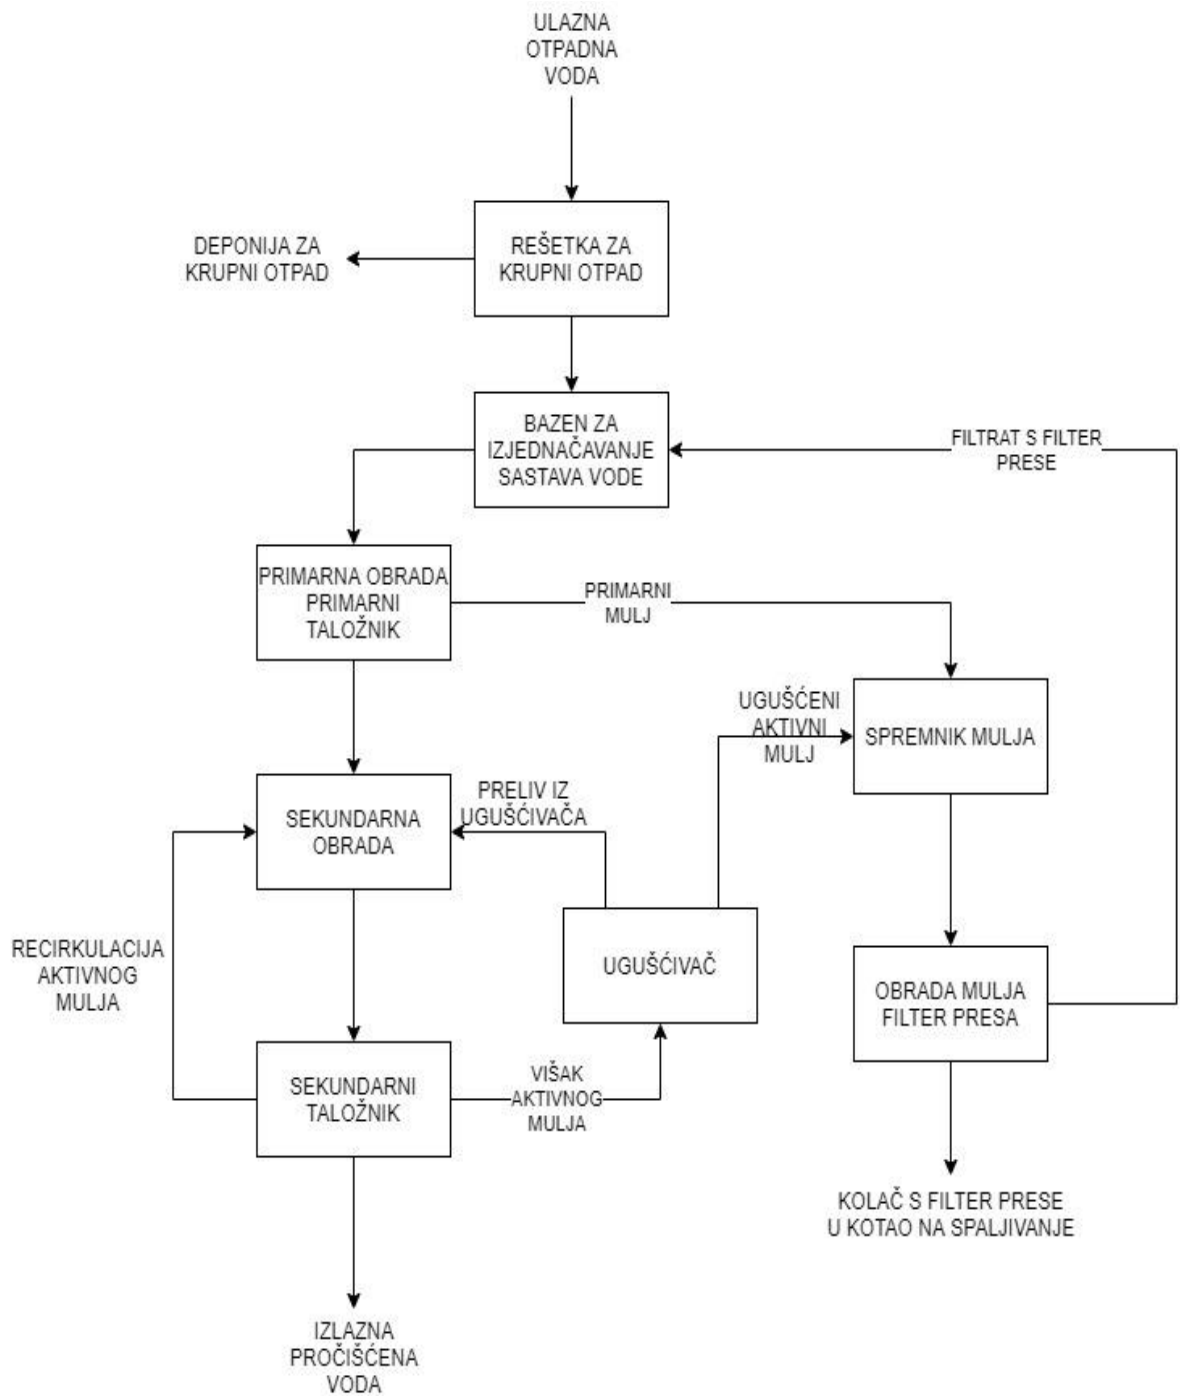 ULAZNA
OTPADNA
VODA
DEPONIJA ZA
KRUPNI OTPAD
REŠETKA ZA
KRUPNI OTPAD
BAZEN ZA
IZJEDNAČAVANJE
SASTAVA VODE
FILTRAT S FILTER
PRESE
PRIMARNA OBRADA
PRIMARNI
TALOŽNIK
PRIMARNI
MULJ
UGUŠĆENI
AKTIVNI
MULJ
SPREMNIK MULJA
SEKUNDARNA
OBRADA
PRELIV IZ
UGUŠĆIVAČA
RECIRKULACIJA
AKTIVNOG
MULJA
UGUŠĆIVAČ
OBRADA MULJA
FILTER PRESA
SEKUNDARNI
TALOŽNIK
VIŠAK
AKTIVNOG
MULJA
KOLAČ S FILTER PRESE
U KOTAO NA SPALJIVANJE
IZLAZNA
PROČIŠĆENA
VODA